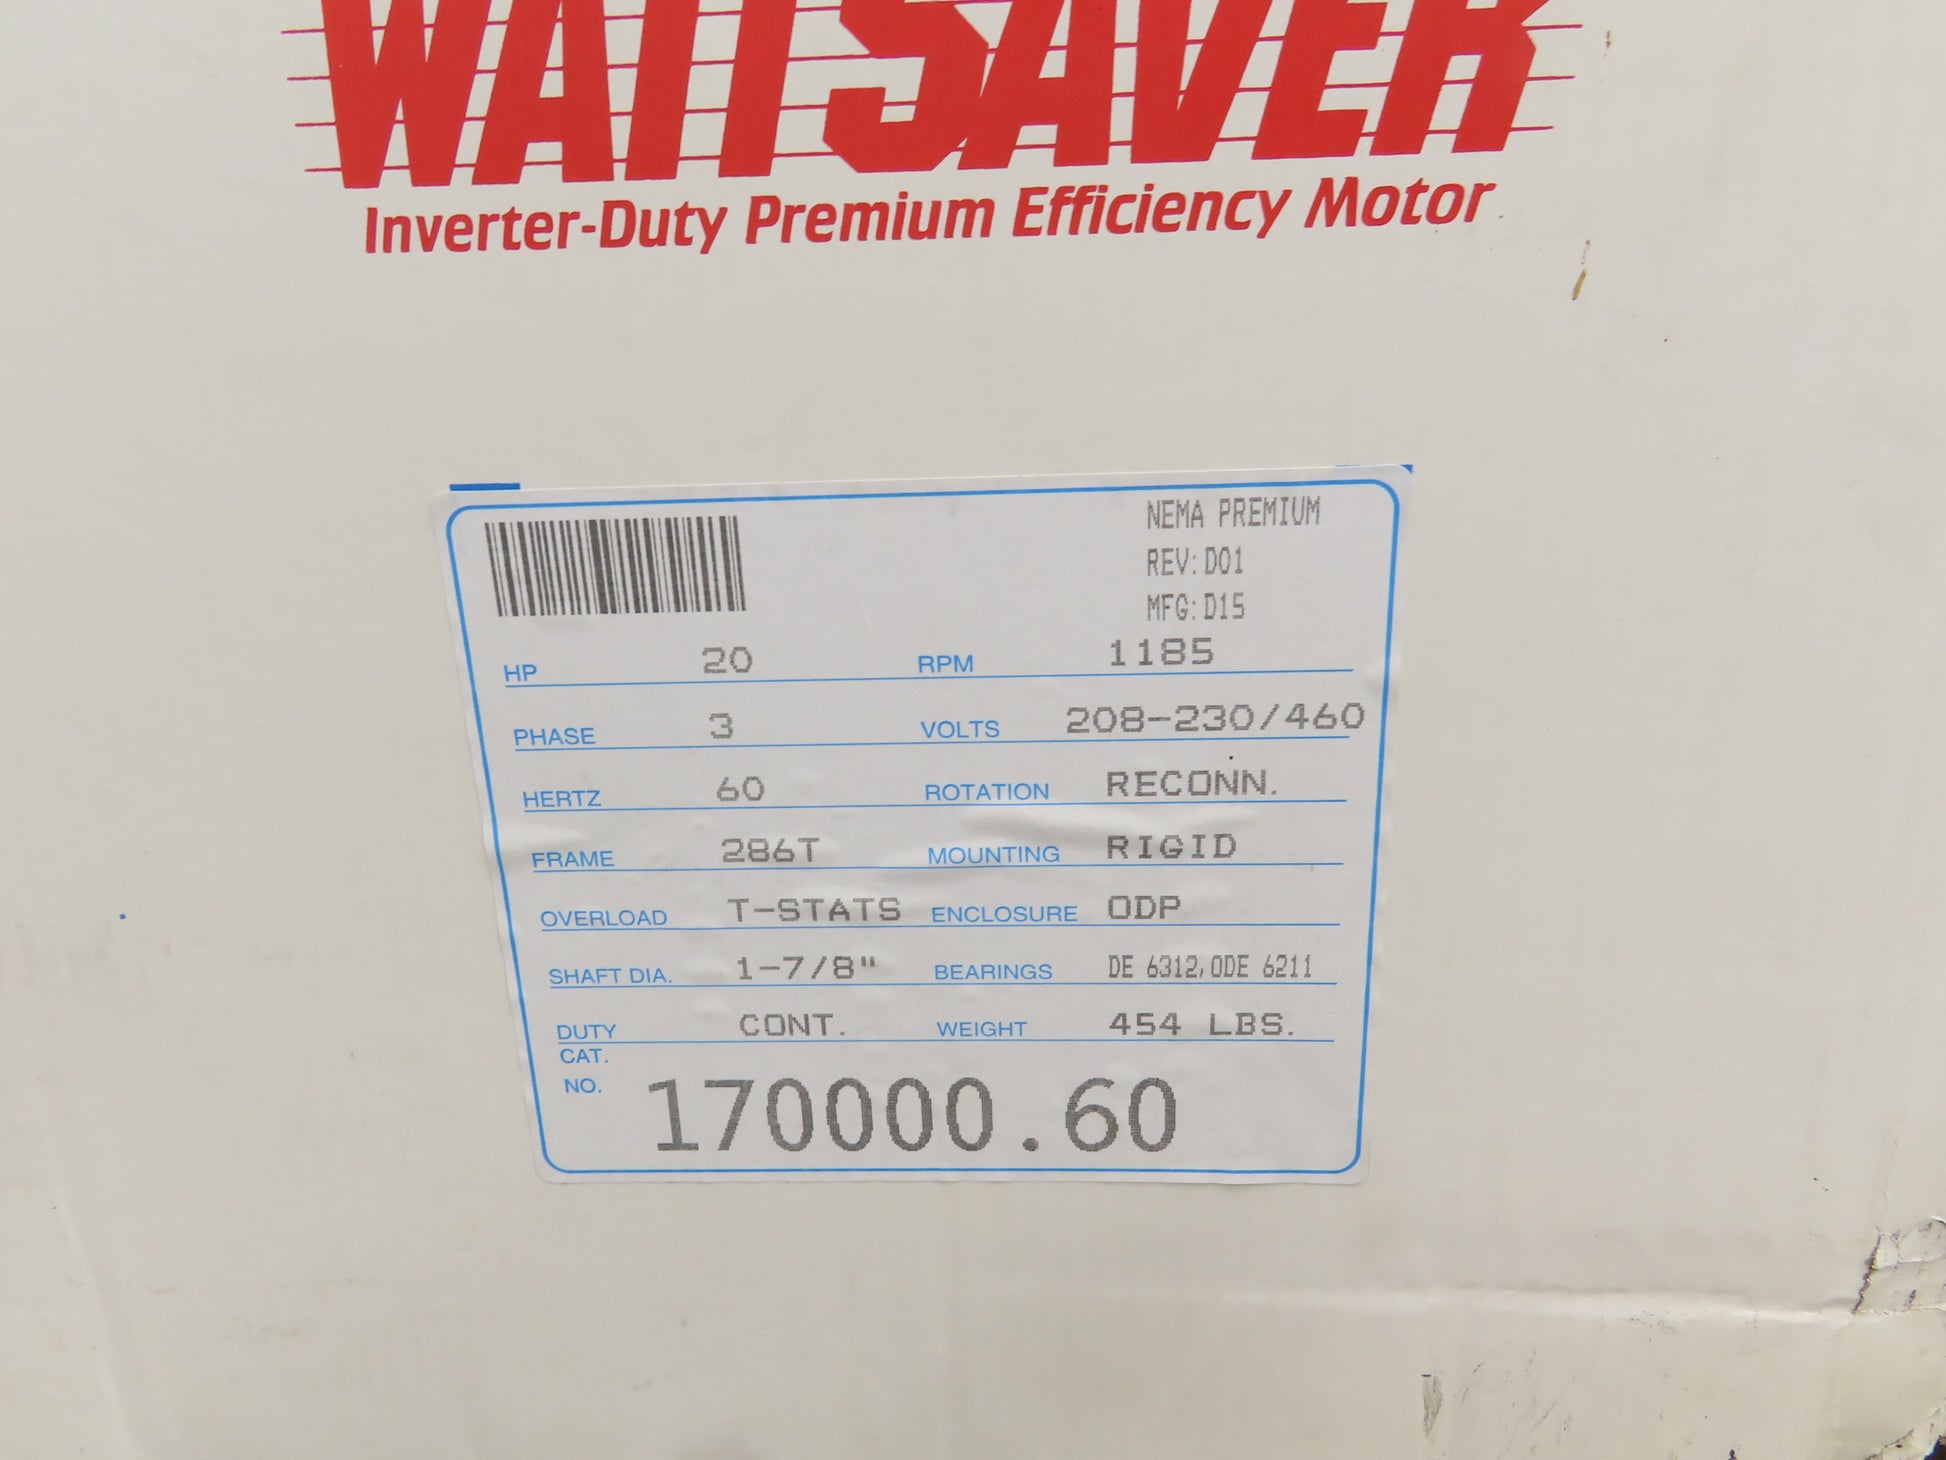 WATTSAVER
Inverter-Duty Premium Efficiency Motor
NEMA PREMIUM
REV: D01
MFG: D15
HP 20 RPM 1185
PHASE 3 VOLTS 208-230/460
HERTZ 60 ROTATION RECONN.
FRAME 286T MOUNTING RIGID
OVERLOAD T-STATS ENCLOSURE ODP
SHAFT DIA. 1-7/8" BEARINGS DE 6312,ODE 6211
DUTY CONT. WEIGHT 454 LBS.
CAT.
NO. 170000.60